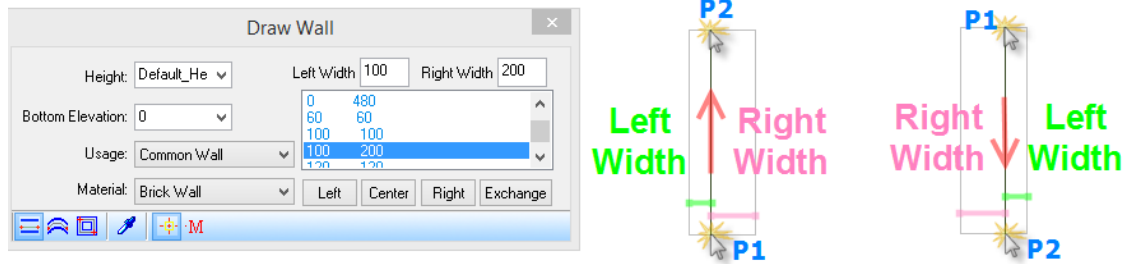 Draw Wall
Height: Default_He
Left Width 100 Right Width 200
Bottom Elevation: 0
0 480
60 60
100 100
100 200
120 120
Usage: Common Wall
Material: Brick Wall
Left Center Right Exchange
M
P2
Left Width
Right Width
P1
P1
Right Width
Left Width
P2